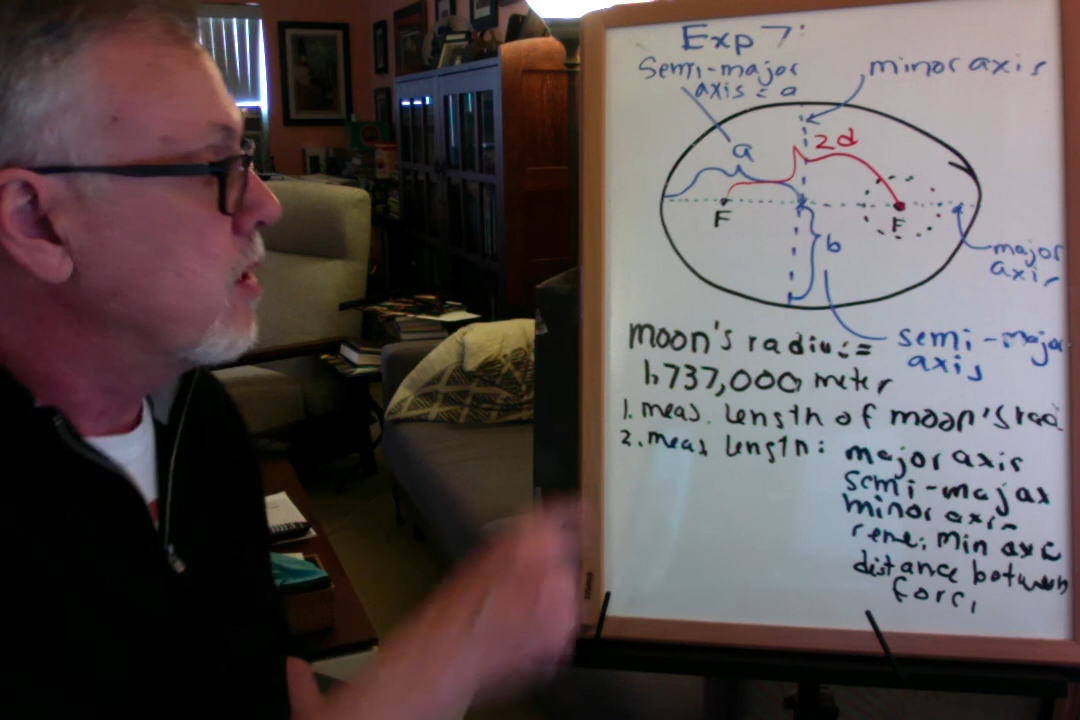 Exp 7:
semi-major
axis = a
minor axis
2d
a
F
F
b
major
axis
semi-major
axis
moon's radius =
1,737,000 meter
1. meas. length of moon's rad
2. meas length: major axis
semi-major
minor axis
semi: min axis
distance between
foci